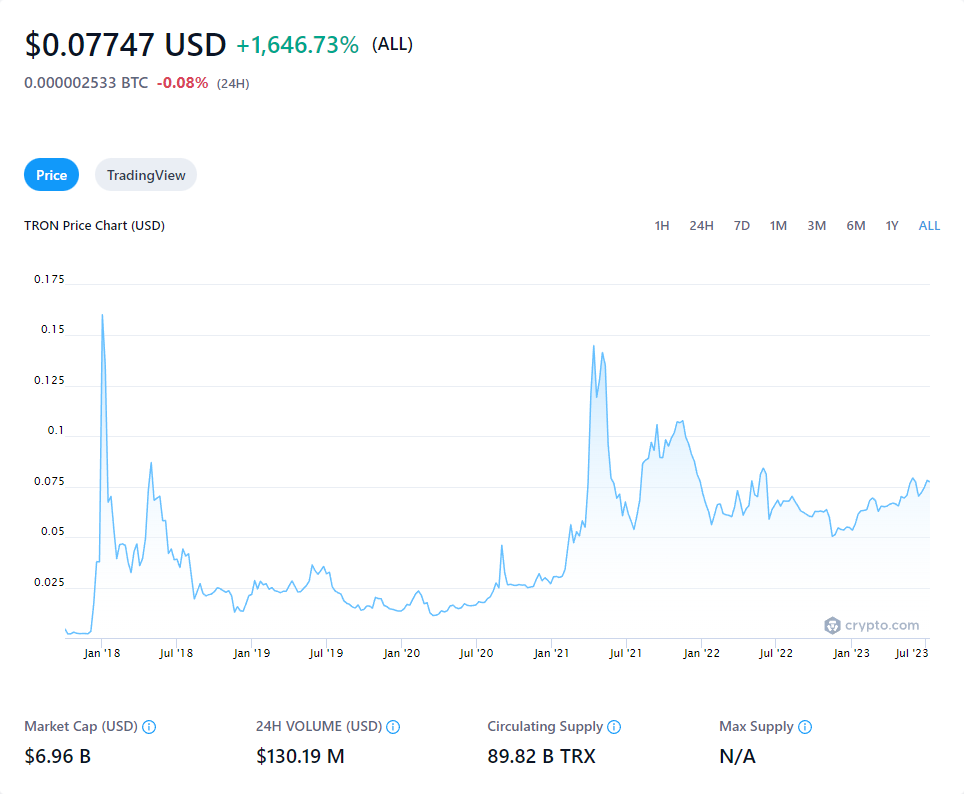 $0.07747 USD +1,646.73% (ALL)
0.000002533 BTC -0.08% (24H)
Price TradingView
TRON Price Chart (USD) 1H 24H 7D 1M 3M 6M 1Y ALL
0.175
0.15
0.125
0.1
0.075
0.05
0.025
crypto.com
Jan '18 Jul '18 Jan '19 Jul '19 Jan '20 Jul '20 Jan '21 Jul '21 Jan '22 Jul '22 Jan '23 Jul '23
Market Cap (USD) 24H VOLUME (USD) Circulating Supply Max Supply
$6.96 B $130.19 M 89.82 B TRX N/A